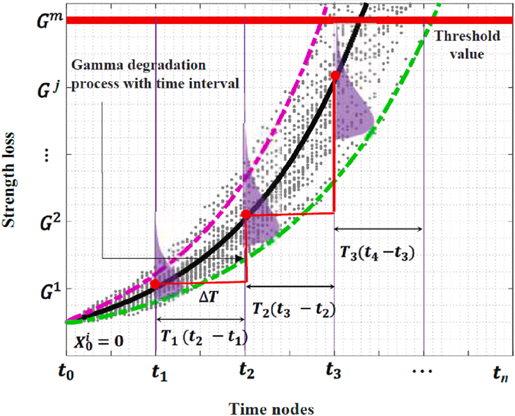 G^m
Threshold
value
Gamma degradation
process with time interval
G^j
⋮
Strength loss
G^2
T_3(t_4 − t_3)
G^1
ΔT
T_2(t_3 − t_2)
T_1(t_2 − t_1)
X_0^i = 0
t_0 t_1 t_2 t_3 ⋯ t_n
Time nodes